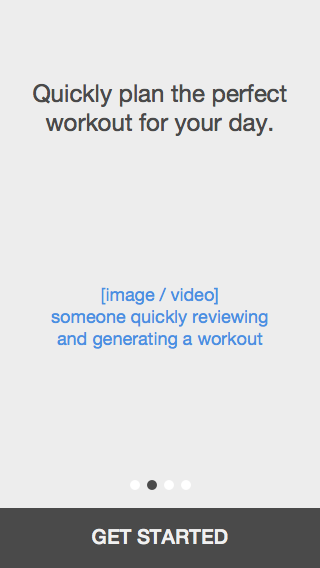 Quickly plan the perfect
workout for your day.
[image / video]
someone quickly reviewing
and generating a workout
GET STARTED